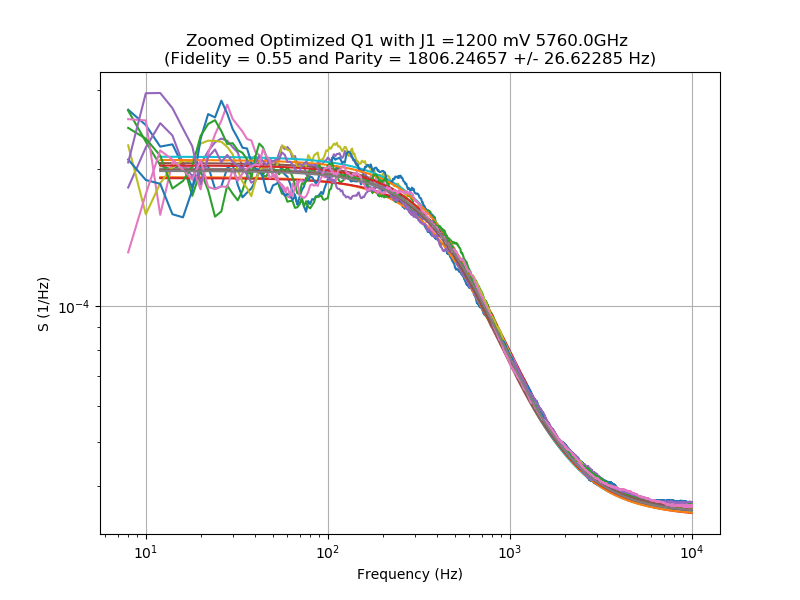 Zoomed Optimized Q1 with J1 =1200 mV 5760.0GHz
(Fidelity = 0.55 and Parity = 1806.24657 +/- 26.62285 Hz)
S (1/Hz)
10⁻⁴
10¹ 10² 10³ 10⁴
Frequency (Hz)